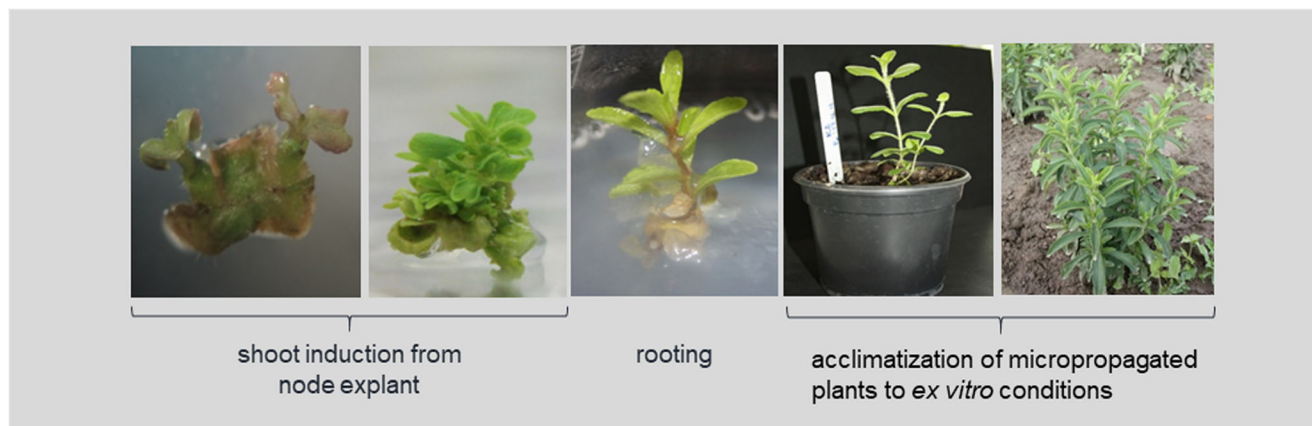 shoot induction from
node explant
rooting
acclimatization of micropropagated
plants to ex vitro conditions